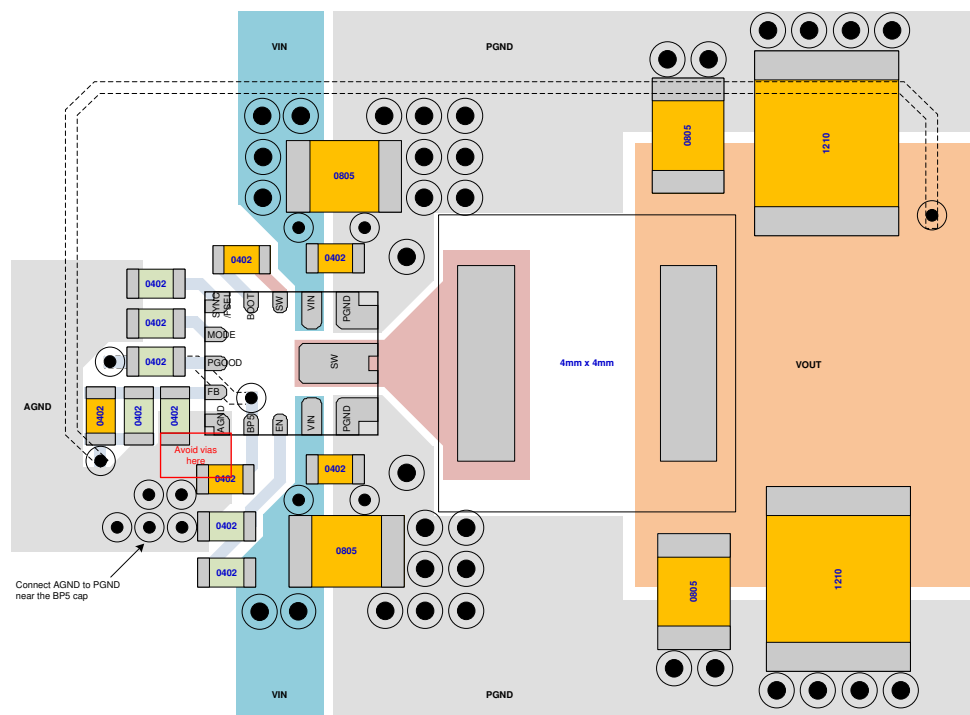 VIN
PGND
0805
1210
0805
0402
0402
0402
SYNC
/FSEL
BOOT
SW
VIN
PGND
0402
MODE
0402
PGOOD
SW
4mm x 4mm
VOUT
FB
AGND
0402
0402
0402
AGND
BP5
EN
VIN
PGND
Avoid vias
here
0402
0402
0402
0805
0402
1210
0805
Connect AGND to PGND
near the BP5 cap
VIN
PGND